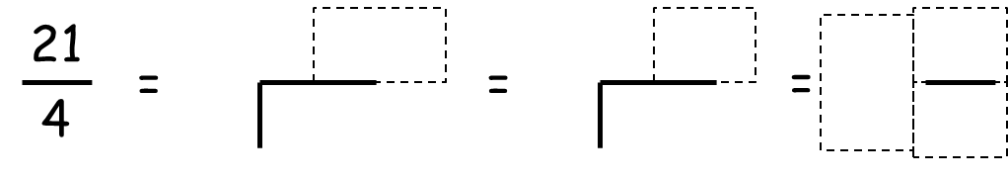 21
= = =
4